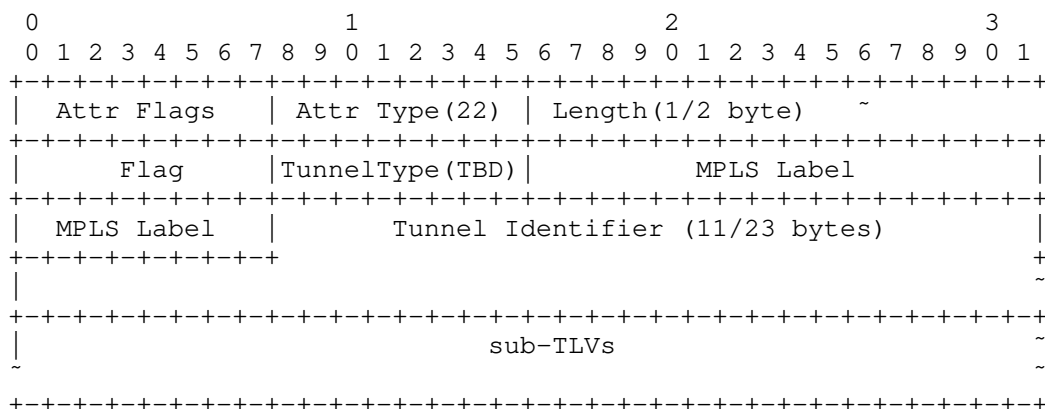 0                   1                   2                   3
 0 1 2 3 4 5 6 7 8 9 0 1 2 3 4 5 6 7 8 9 0 1 2 3 4 5 6 7 8 9 0 1
+-+-+-+-+-+-+-+-+-+-+-+-+-+-+-+-+-+-+-+-+-+-+-+-+-+-+-+-+-+-+-+-+
|  Attr Flags   | Attr Type(22) | Length(1/2 byte)   ~
+-+-+-+-+-+-+-+-+-+-+-+-+-+-+-+-+-+-+-+-+-+-+-+-+-+-+-+-+-+-+-+-+
|      Flag     |TunnelType(TBD)|          MPLS Label           |
+-+-+-+-+-+-+-+-+-+-+-+-+-+-+-+-+-+-+-+-+-+-+-+-+-+-+-+-+-+-+-+-+
|  MPLS Label   |       Tunnel Identifier (11/23 bytes)         |
+-+-+-+-+-+-+-+-+                                               +
|                                                               ~
+-+-+-+-+-+-+-+-+-+-+-+-+-+-+-+-+-+-+-+-+-+-+-+-+-+-+-+-+-+-+-+-+
|                             sub-TLVs                          ~
~                                                               ~
+-+-+-+-+-+-+-+-+-+-+-+-+-+-+-+-+-+-+-+-+-+-+-+-+-+-+-+-+-+-+-+-+